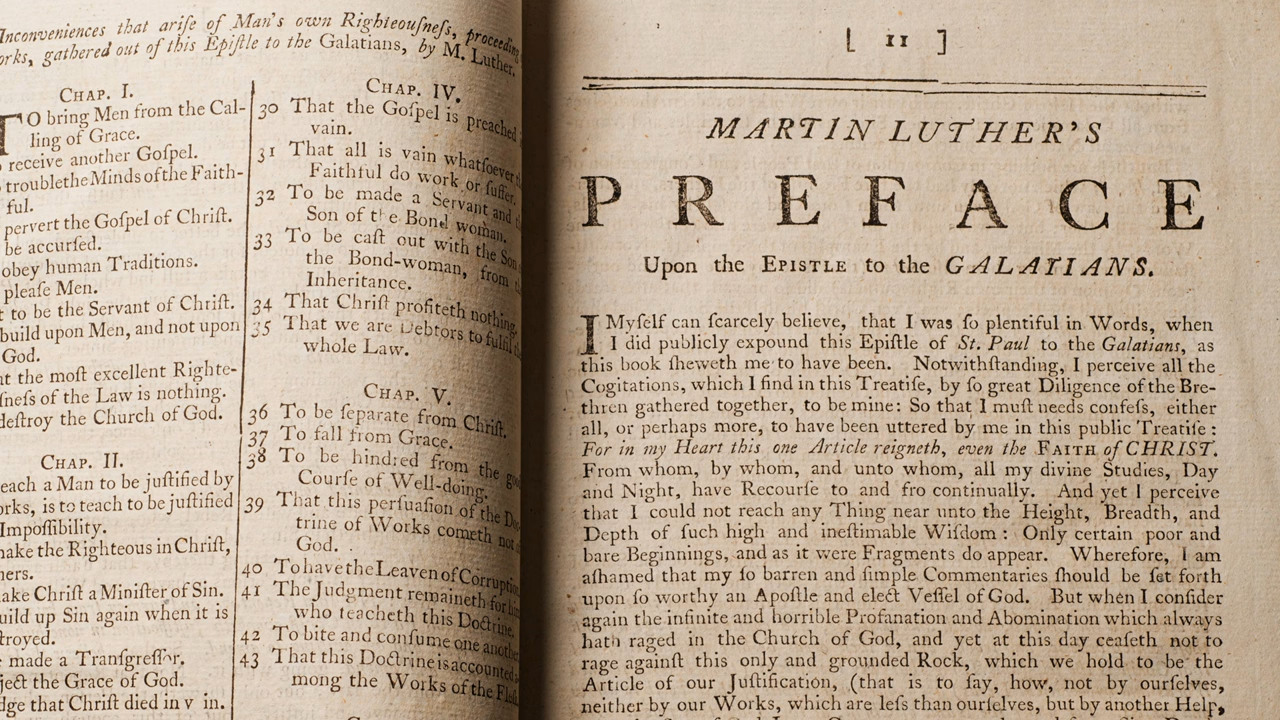 Inconveniences that ariſe of Man's own Righteouſneſs, proceeding
orks, gathered out of this Epiſtle to the Galatians, by M. Luther.
CHAP. I.
TO bring Men from the Cal-
ling of Grace.
receive another Goſpel.
troubletheMindsoftheFaith-
ful.
pervert the Goſpel of Chriſt.
be accurſed.
obey human Traditions.
pleaſe Men.
t to be the Servant of Chriſt.
build upon Men, and not upon
God.
the moſt excellent Righte-
ſneſs of the Law is nothing.
deſtroy the Church of God.
CHAP. II.
each a Man to be juſtified by
orks, is to teach to be juſtified
Impoſſibility.
make the Righteous in Chriſt,
ners.
make Chriſt a Miniſter of Sin.
build up Sin again when it is
troyed.
made a Tranſgreſſor.
ject the Grace of God.
dge that Chriſt died in v in.
CHAP. IV.
30 That the Goſpel is preached
vain.
31 That all is vain whatſoever
Faithful do work or ſuffer.
32 To be made a Servant and
Son of the Bond woman.
33 To be caſt out with the Son
the Bond-woman, from
Inheritance.
34 That Chriſt profiteth nothing.
35 That we are Debtors to fulfil
whole Law.
CHAP. V.
36 To be ſeparate from Chriſt.
37 To fall from Grace.
38 To be hindred from the
Courſe of Well-doing.
39 That this perſuaſion of the
trine of Works cometh not
God.
40 To have the Leaven of Corruption
41 The Judgment remaineth for
who teacheth this Doctrine.
42 To bite and conſume one another
43 That this Doctrine is accounted
mong the Works of the
[ 11 ]
MARTIN LUTHER'S
PREFACE
Upon the EPISTLE to the GALATIANS.
I Myſelf can ſcarcely believe, that I was ſo plentiful in Words, when
I did publicly expound this Epiſtle of St. Paul to the Galatians, as
this book ſheweth me to have been. Notwithſtanding, I perceive all the
Cogitations, which I find in this Treatiſe, by ſo great Diligence of the Bre-
thren gathered together, to be mine: So that I muſt needs confeſs, either
all, or perhaps more, to have been uttered by me in this public Treatiſe:
For in my Heart this one Article reigneth, even the FAITH of CHRIST.
From whom, by whom, and unto whom, all my divine Studies, Day
and Night, have Recourſe to and fro continually. And yet I perceive
that I could not reach any Thing near unto the Height, Breadth, and
Depth of ſuch high and ineſtimable Wiſdom: Only certain poor and
bare Beginnings, and as it were Fragments do appear. Wherefore, I am
aſhamed that my ſo barren and ſimple Commentaries ſhould be ſet forth
upon ſo worthy an Apoſtle and elect Veſſel of God. But when I conſider
again the infinite and horrible Profanation and Abomination which always
hath raged in the Church of God, and yet at this day ceaſeth not to
rage againſt this only and grounded Rock, which we hold to be the
Article of our Juſtification, (that is to ſay, how, not by ourſelves,
neither by our Works, which are leſs than ourſelves, but by another Help,